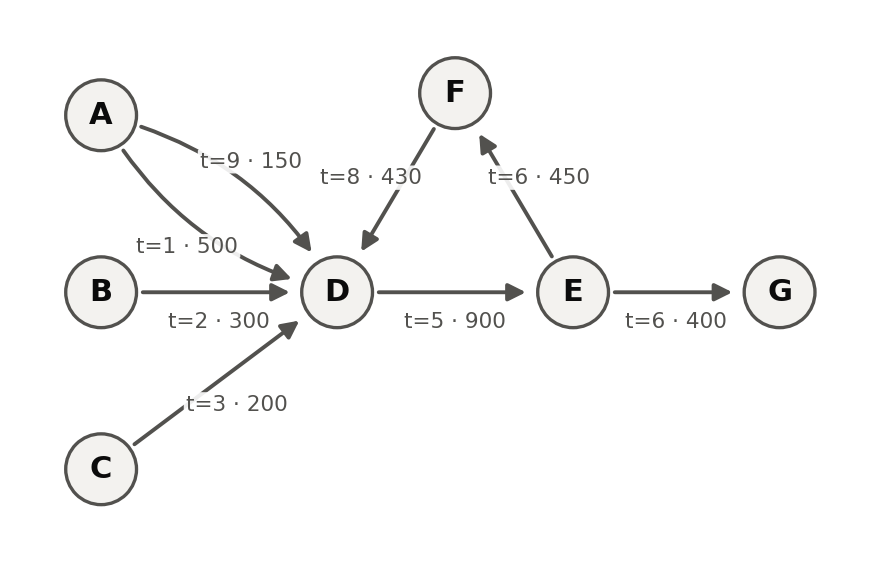 F
A
t=9 · 150
t=8 · 430
t=6 · 450
t=1 · 500
B
D
E
G
t=2 · 300
t=5 · 900
t=6 · 400
t=3 · 200
C